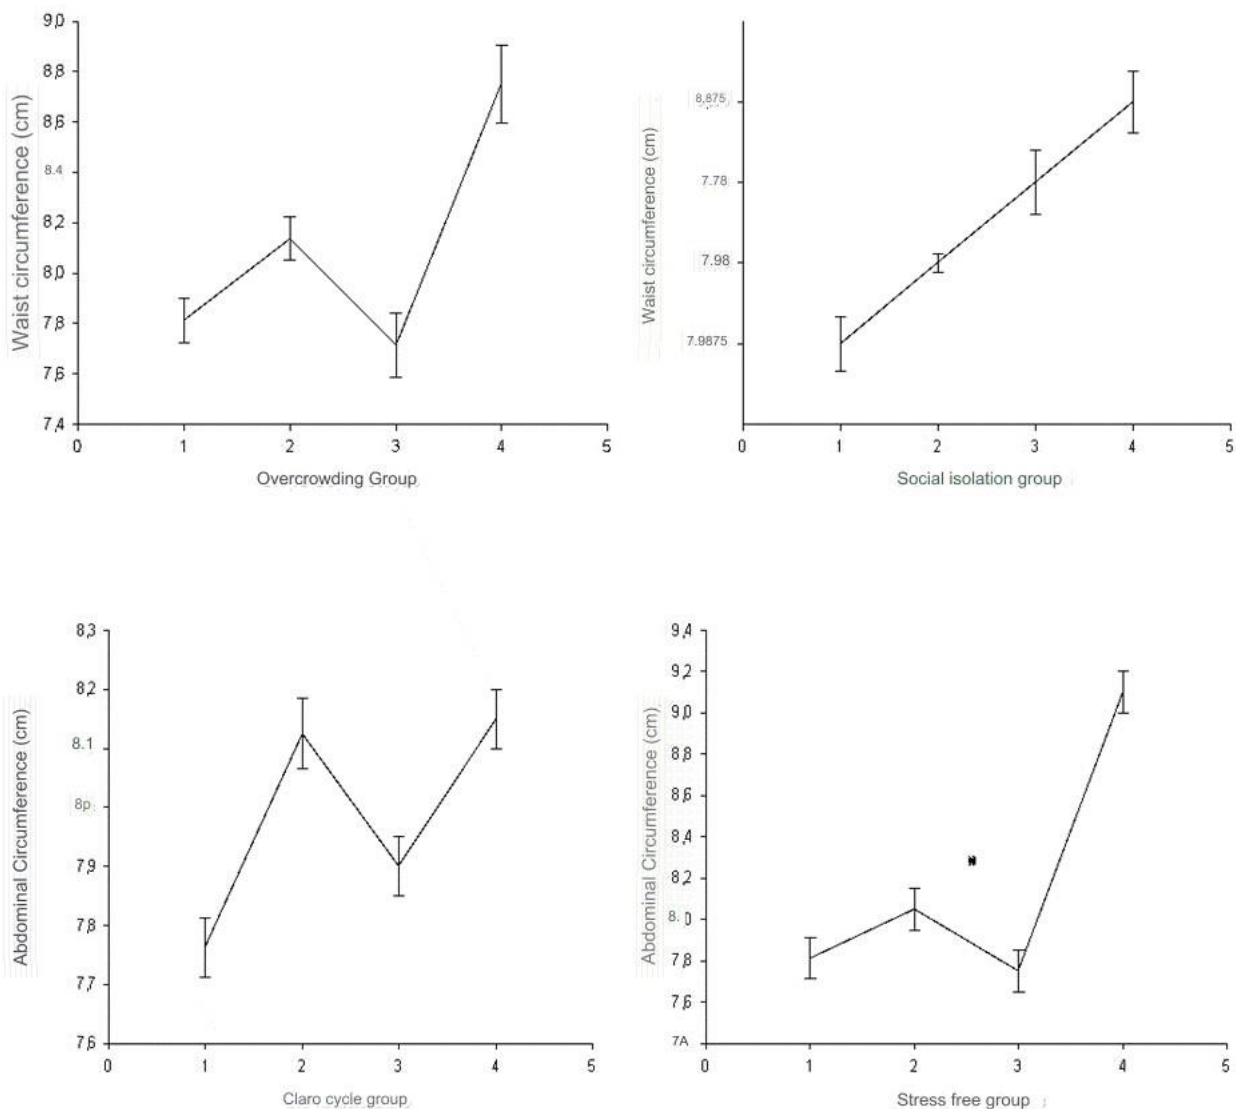 Waist circumference (cm)
9,0
8,8
8,6
8.4
8,2
8,0
7,8
7,6
7,4
0 1 2 3 4 5
Overcrowding Group
Waist circumference (cm)
8,875
7.78
7.98
7.9875
0 1 2 3 4 5
Social isolation group
Abdominal Circumference (cm)
8,3
8,2
8.1
8p
7,9
7,8
7,7
7,6
0 1 2 3 4 5
Claro cycle group
Abdominal Circumference (cm)
9,4
9,2
9,0
8,8
8,6
8,4
8,2
8. 0
7,8
7,6
7A
0 1 2 3 4 5
Stress free group